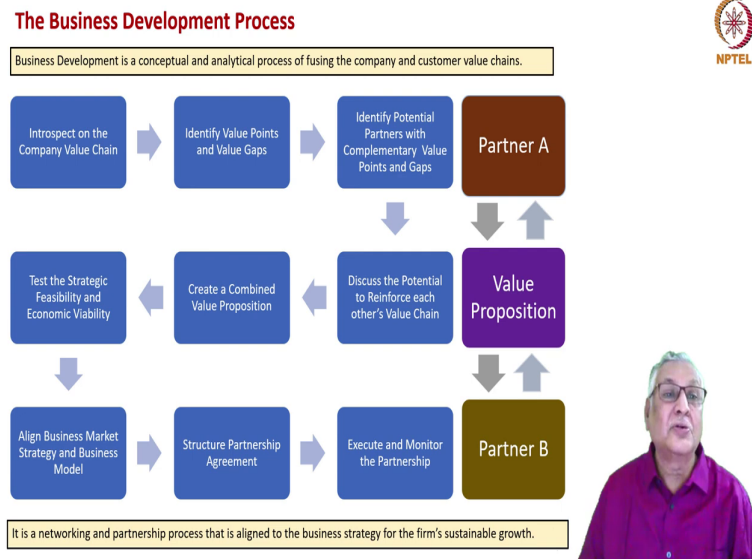 The Business Development Process
NPTEL
Business Development is a conceptual and analytical process of fusing the company and customer value chains.
Introspect on the
Company Value Chain
Identify Value Points
and Value Gaps
Identify Potential
Partners with
Complementary Value
Points and Gaps
Partner A
Test the Strategic
Feasibility and
Economic Viability
Create a Combined
Value Proposition
Discuss the Potential
to Reinforce each
other's Value Chain
Value
Proposition
Align Business Market
Strategy and Business
Model
Structure Partnership
Agreement
Execute and Monitor
the Partnership
Partner B
It is a networking and partnership process that is aligned to the business strategy for the firm's sustainable growth.